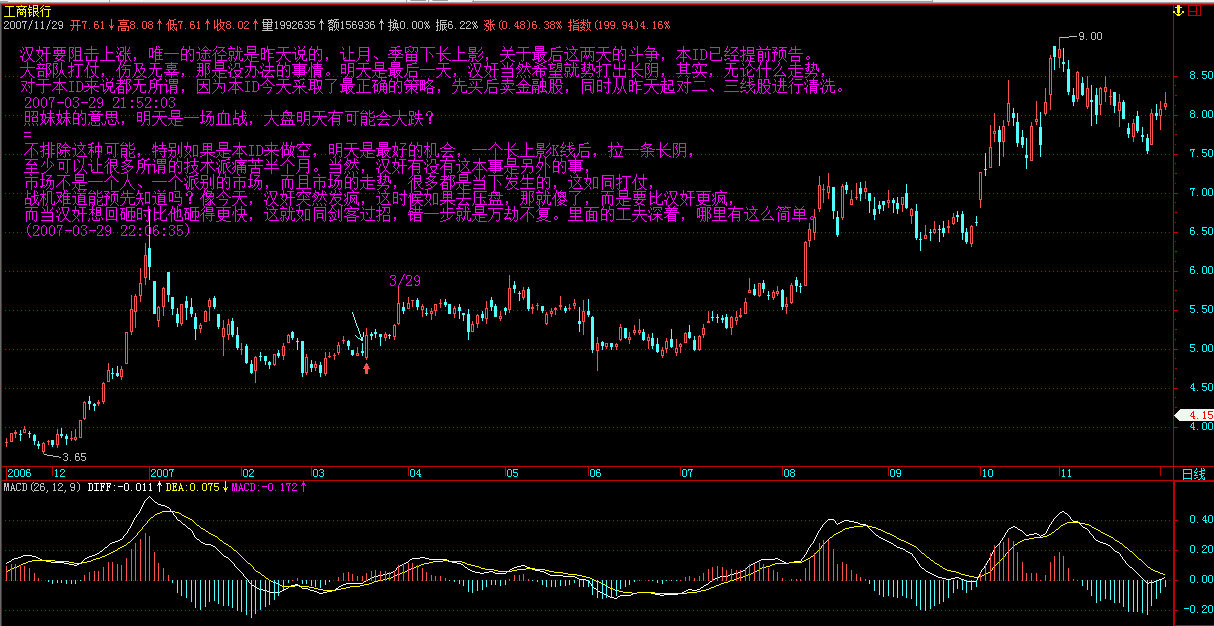 工商银行
2007/11/29 开7.61↓高8.08↑低7.61↑收8.02↑量1992635↑额156936↑换0.00% 振6.22% 涨(0.48)6.38% 指数(199.94)4.16%
9.00
汉奸要阻击上涨，唯一的途径就是昨天说的，让月、季留下长上影，关于最后这两天的斗争，本ID已经提前预告。
大部队打仗，伤及无辜，那是没办法的事情。明天是最后一天，汉奸当然希望就势打出长阴，其实，无论什么走势，
对于本ID来说都无所谓，因为本ID今天采取了最正确的策略，先买后卖金融股，同时从昨天起对二、三线股进行清洗。
2007-03-29 21:52:03
照妹妹的意思，明天是一场血战，大盘明天有可能会大跌？
=
不排除这种可能，特别如果是本ID来做空，明天是最好的机会，一个长上影K线后，拉一条长阴，
至少可以让很多所谓的技术派痛苦半个月。当然，汉奸有没有这本事是另外的事，
市场不是一个人、一个派别的市场，而且市场的走势，很多都是当下发生的，这如同打仗，
战机难道能预先知道吗？像今天，汉奸突然发疯，这时候如果去压盘，那就傻了，而是要比汉奸更疯，
而当汉奸想回砸时比他砸得更快，这就如同剑客过招，错一步就是万劫不复。里面的工夫深着，哪里有这么简单。
(2007-03-29 22:06:35)
3/29
3.65
8.50
8.00
7.50
7.00
6.50
6.00
5.50
5.00
4.50
4.15
4.00
2006 12 2007 02 03 04 05 06 07 08 09 10 11 日线
MACD(26,12,9) DIFF:-0.011↑DEA:0.075↓MACD:-0.172↑
0.40
0.20
0.00
-0.20